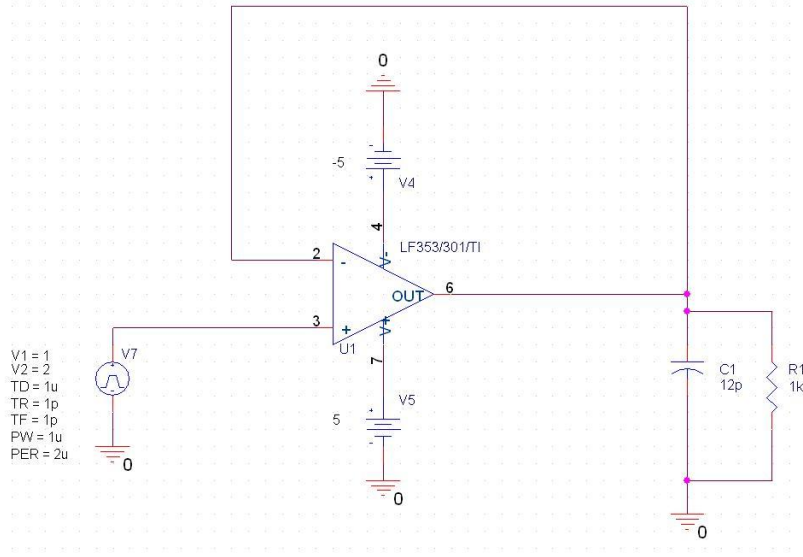 0
-5
V4
4
LF353/301/TI
2
-
V-
OUT
6
3
+
V+
U1
7
V7
V1 = 1
V2 = 2
TD = 1u
TR = 1p
TF = 1p
PW = 1u
PER = 2u
0
5
V5
0
C1
12p
R1
1k
0